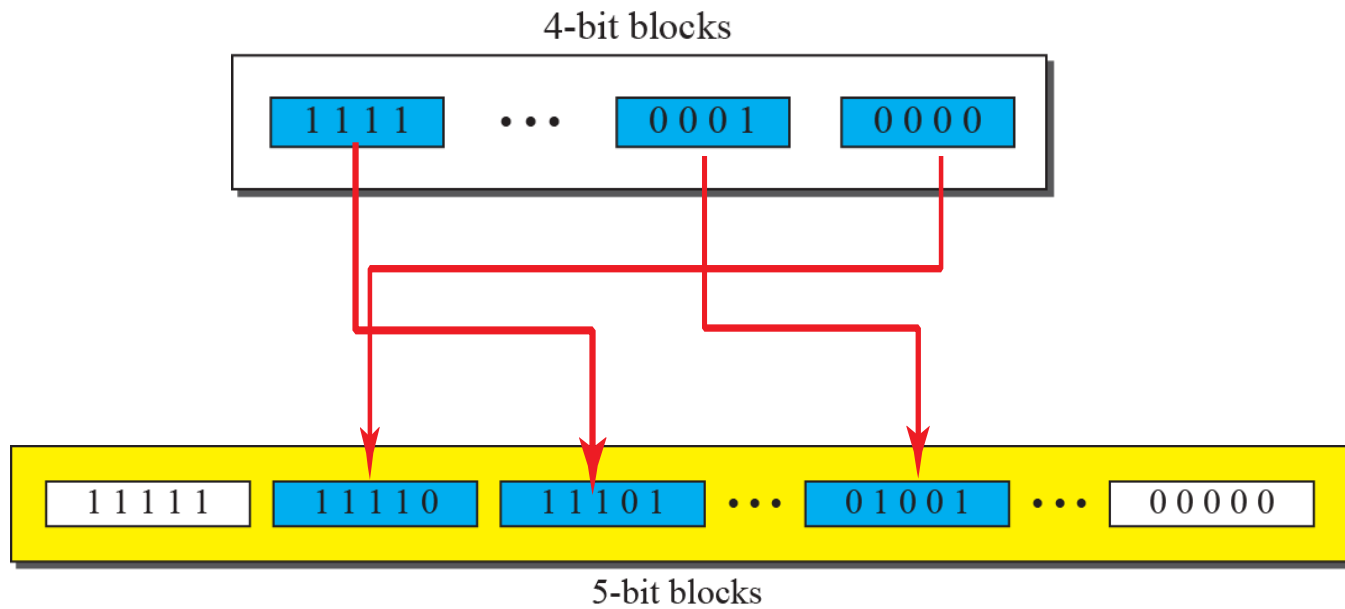 4-bit blocks
1 1 1 1 • • • 0 0 0 1 0 0 0 0
1 1 1 1 1 1 1 1 1 0 1 1 1 0 1 • • • 0 1 0 0 1 • • • 0 0 0 0 0
5-bit blocks